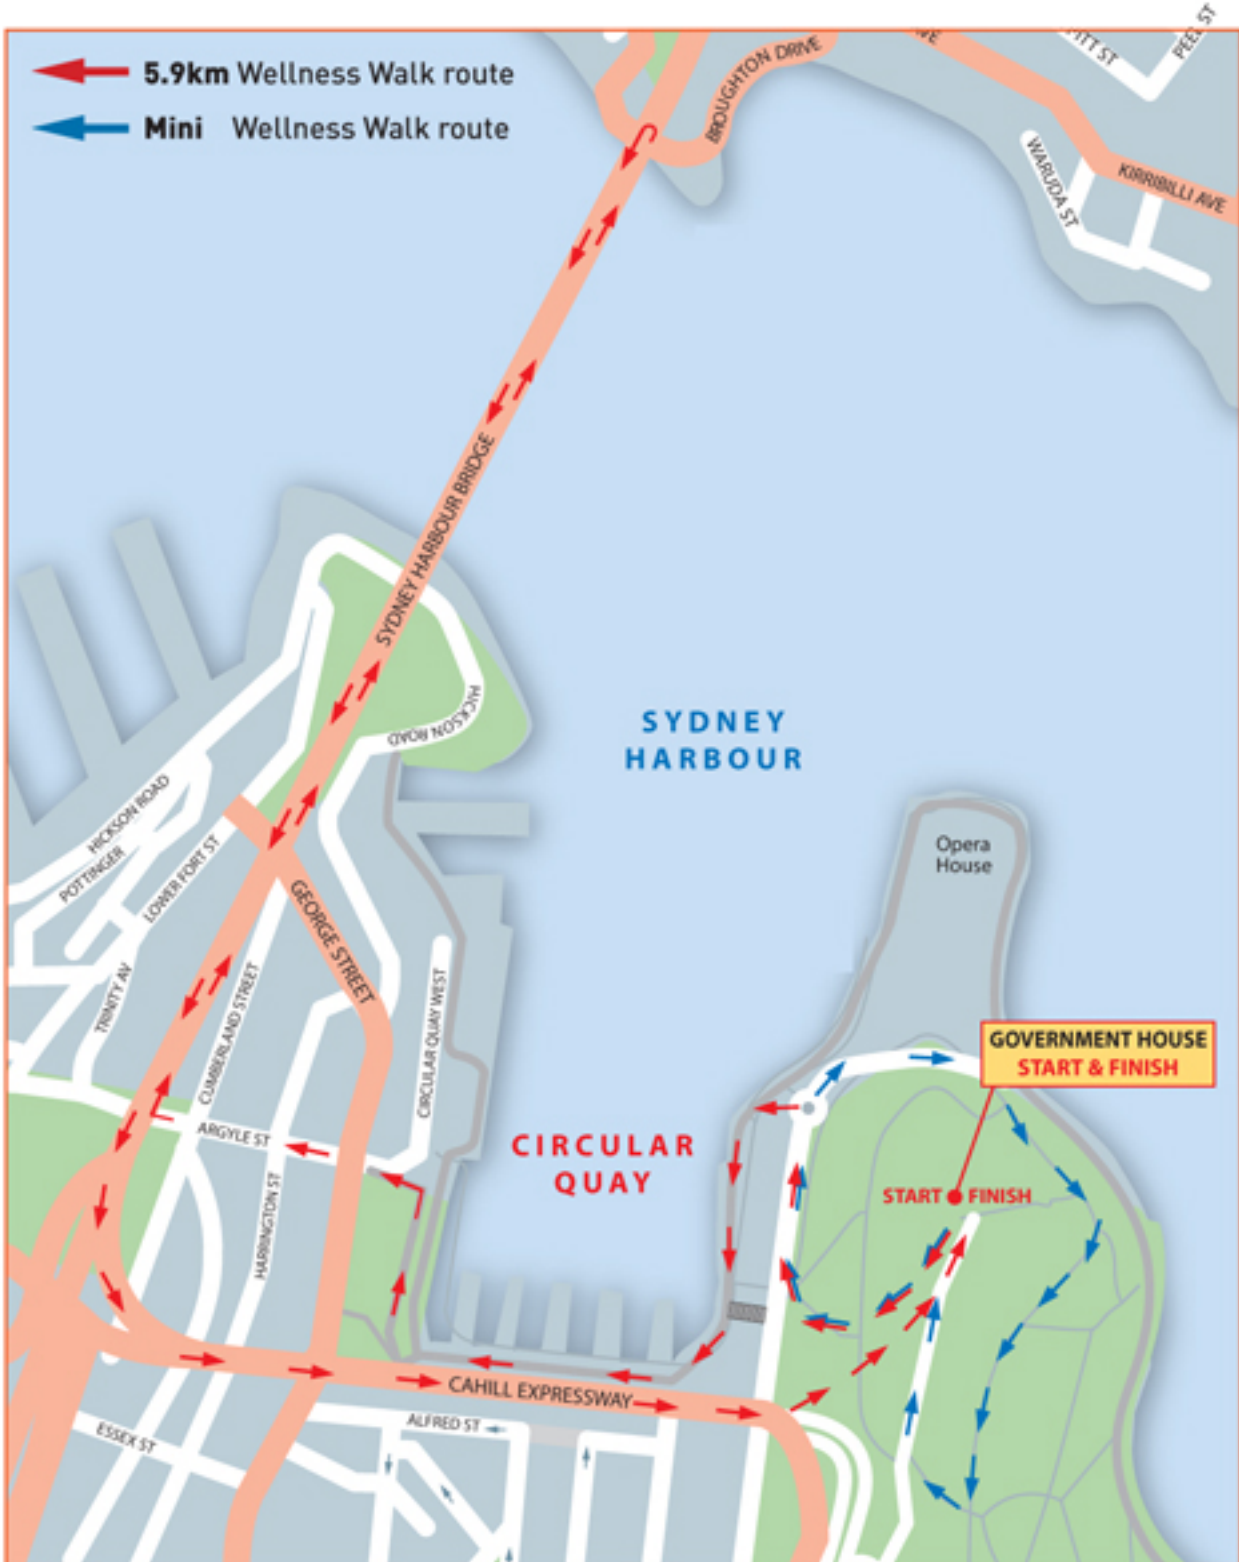 5.9km Wellness Walk route
Mini Wellness Walk route
BROUGHTON DRIVE
VE
PITT ST
PEEL ST
WARUDA ST
KIRRIBILLI AVE
SYDNEY HARBOUR BRIDGE
HICKSON ROAD
SYDNEY
HARBOUR
HICKSON ROAD
POTTINGER
LOWER FORT ST
Opera
House
GEORGE STREET
TRINITY AV
CUMBERLAND STREET
CIRCULAR QUAY WEST
GOVERNMENT HOUSE
START & FINISH
ARGYLE ST
CIRCULAR
QUAY
HARRINGTON ST
START FINISH
CAHILL EXPRESSWAY
ALFRED ST
ESSEX ST